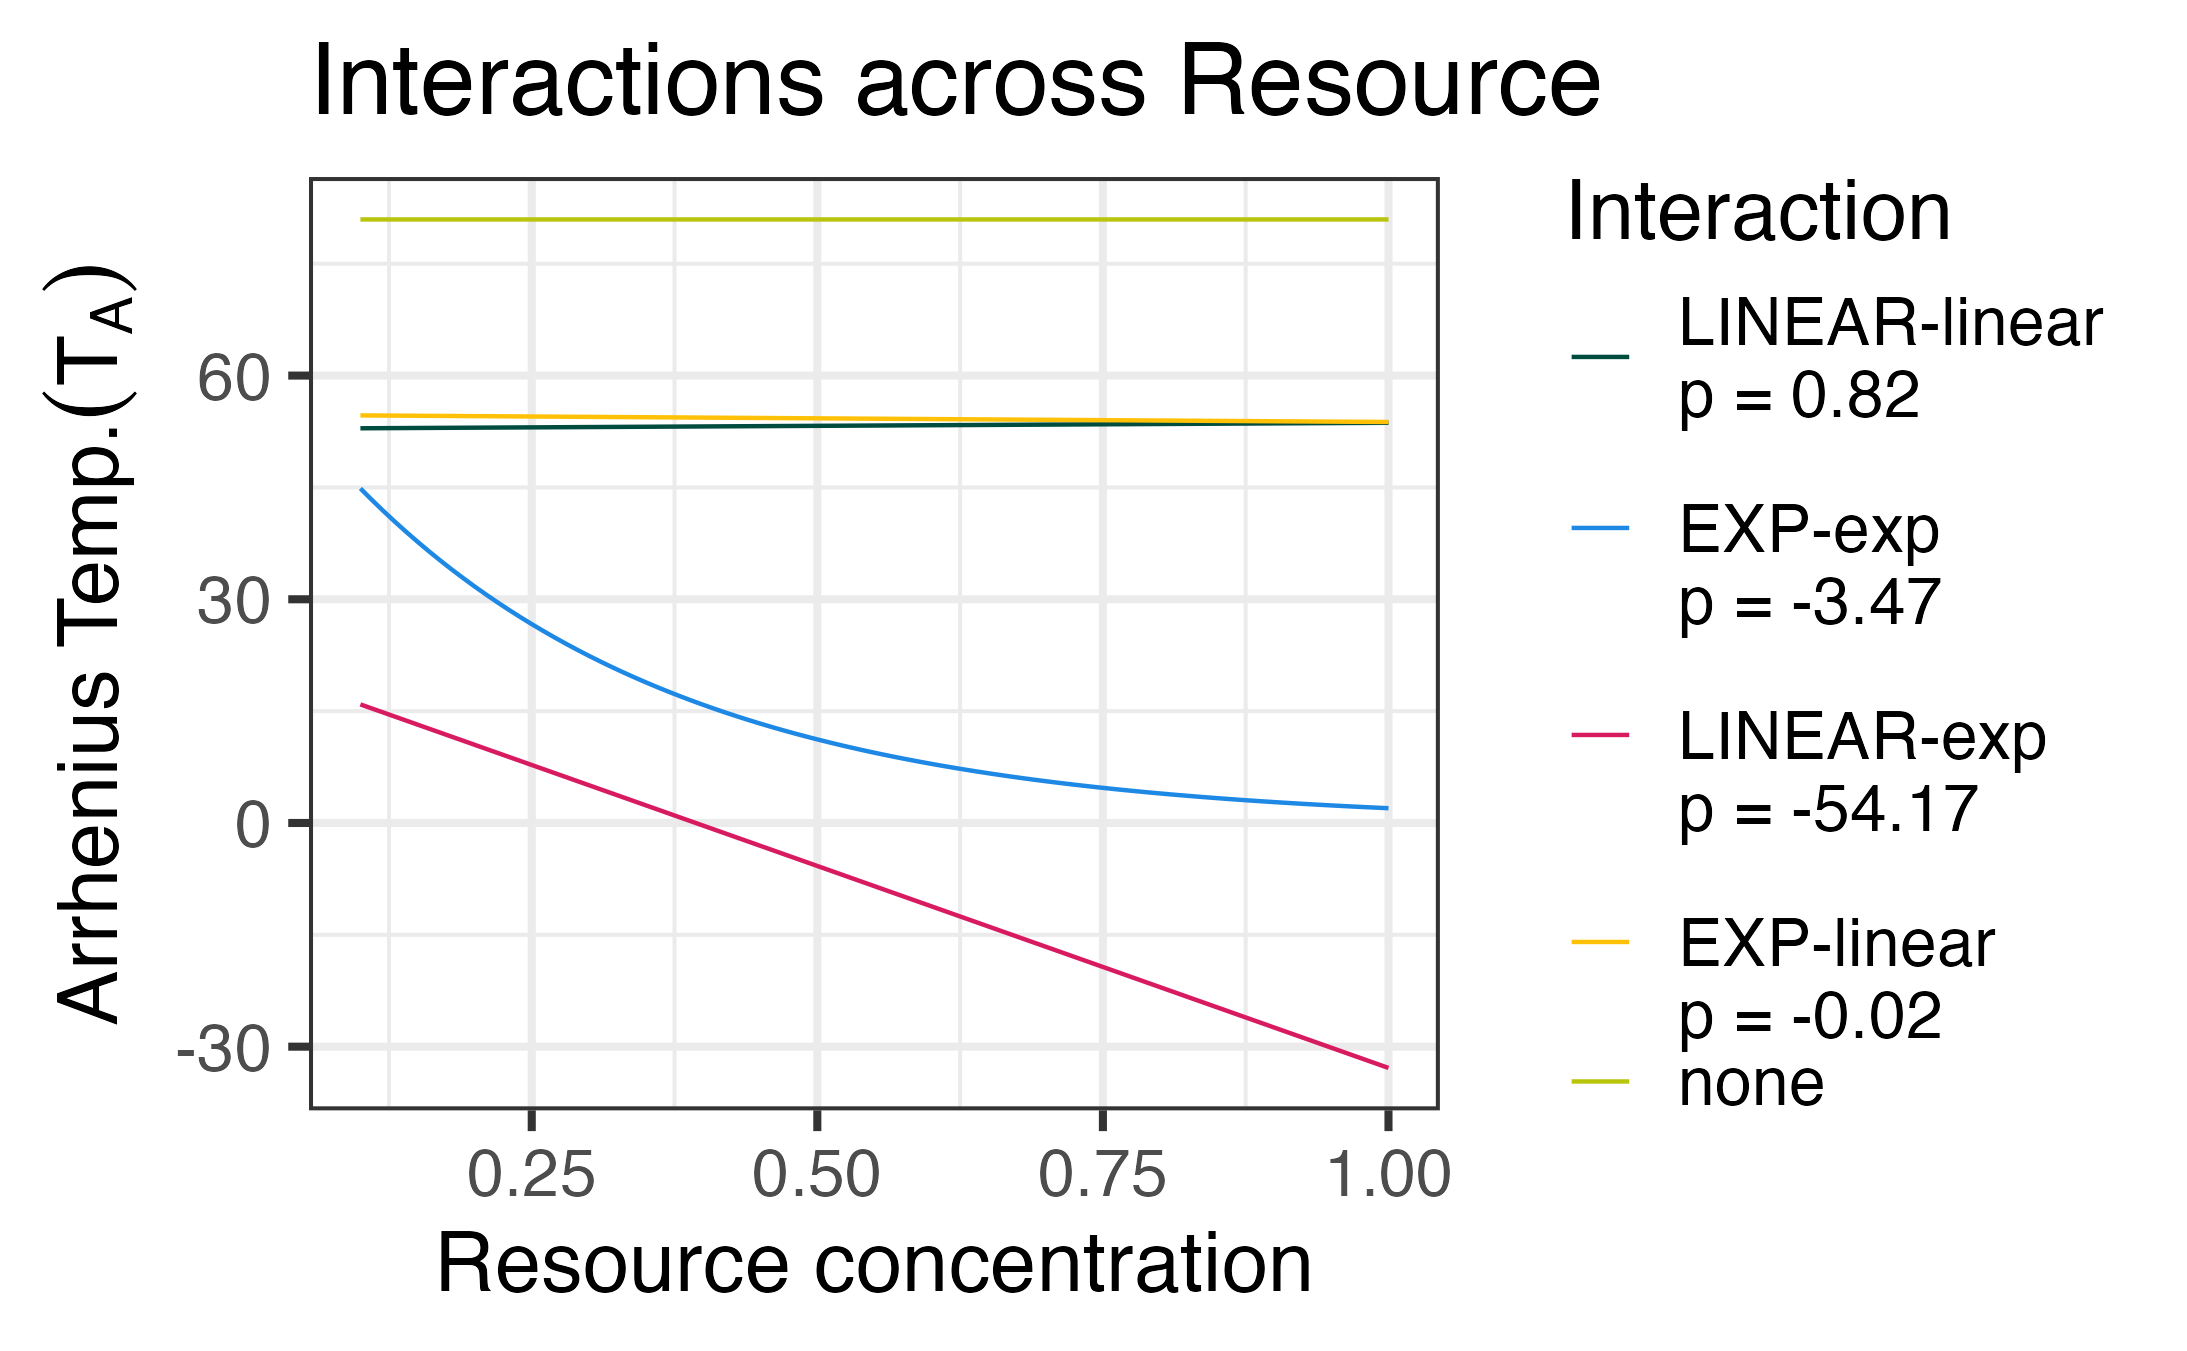 Interactions across Resource
Arrhenius Temp.(T_A)
60
30
0
-30
0.25
0.50
0.75
1.00
Resource concentration
Interaction
LINEAR-linear
p = 0.82
EXP-exp
p = -3.47
LINEAR-exp
p = -54.17
EXP-linear
p = -0.02
none